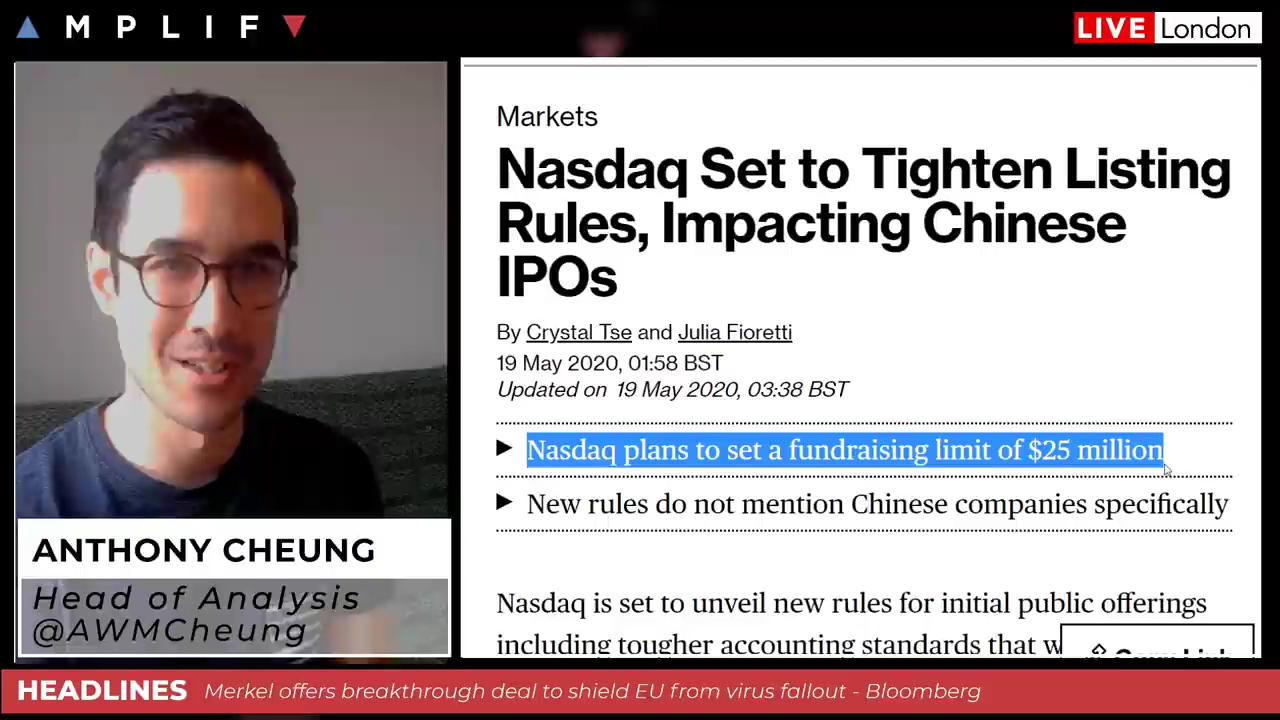 ▲ M P L I F ▼
LIVE London
Markets
Nasdaq Set to Tighten Listing
Rules, Impacting Chinese
IPOs
By Crystal Tse and Julia Fioretti
19 May 2020, 01:58 BST
Updated on 19 May 2020, 03:38 BST
▶ Nasdaq plans to set a fundraising limit of $25 million
▶ New rules do not mention Chinese companies specifically
Nasdaq is set to unveil new rules for initial public offerings
including tougher accounting standards that
ANTHONY CHEUNG
Head of Analysis
@AWMCheung
HEADLINES Merkel offers breakthrough deal to shield EU from virus fallout - Bloomberg